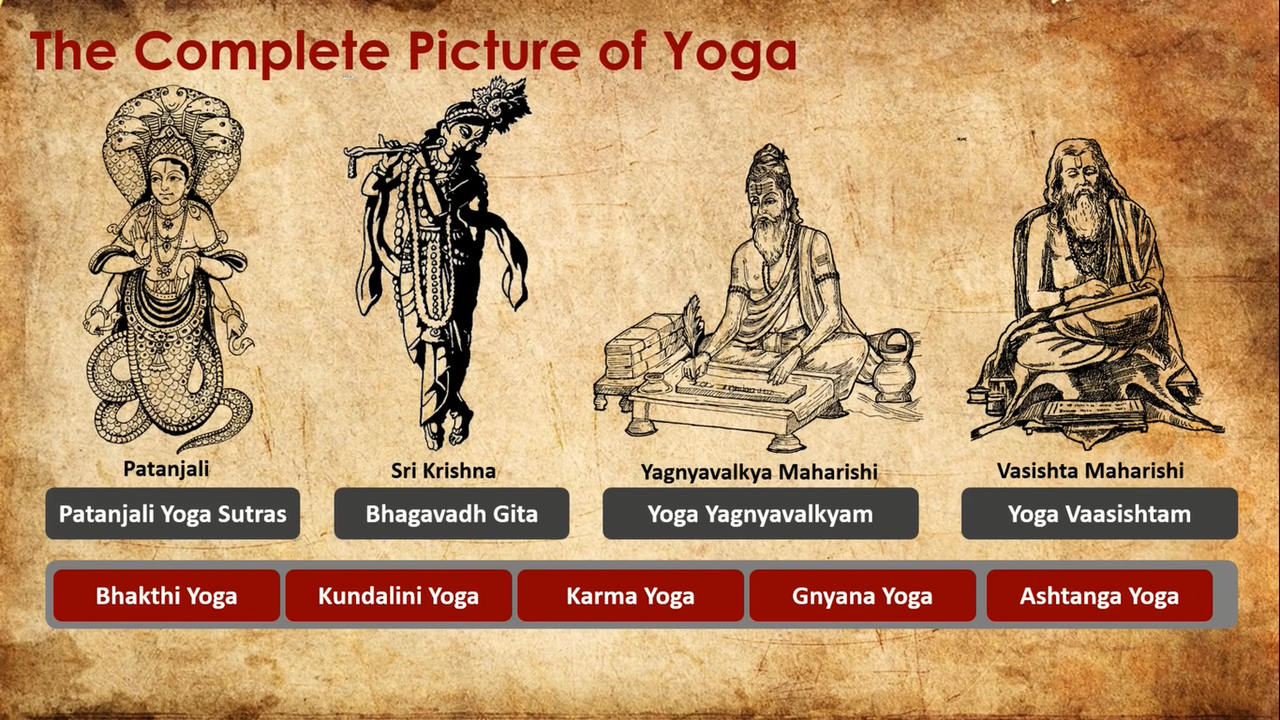 The Complete Picture of Yoga
Patanjali
Sri Krishna
Yagnyavalkya Maharishi
Vasishta Maharishi
Patanjali Yoga Sutras
Bhagavadh Gita
Yoga Yagnyavalkyam
Yoga Vaasishtam
Bhakthi Yoga
Kundalini Yoga
Karma Yoga
Gnyana Yoga
Ashtanga Yoga